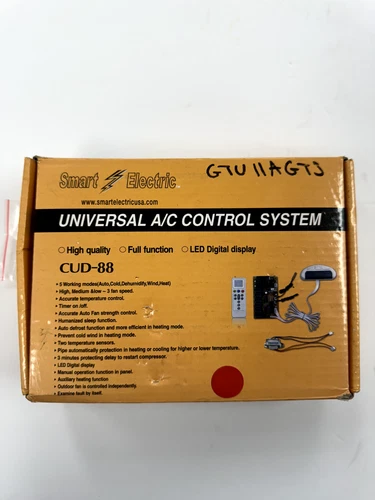 Smart Electric
GTU11AGT3
www.smartelectricusa.com
UNIVERSAL A/C CONTROL SYSTEM
High quality Full function LED Digital display
CUD-88
• 5 Working modes(Auto,Cold,Dehumidify,Wind,Heat)
• High, Medium &low – 3 fan speed.
• Accurate temperature control.
• Timer on /off.
• Accurate Auto Fan strength control.
• Humanized sleep function.
• Auto defrost function and more efficient in heating mode.
• Prevent cold wind in heating mode.
• Two temperature sensors.
• Pipe automatically protection in heating or cooling for higher or lower temperature.
• 3 minutes protecting delay to restart compressor.
• LED Digital display
• Manual operation function in panel.
• Auxiliary heating function
• Outdoor fan is controlled independently.
• Examine fault by itself.